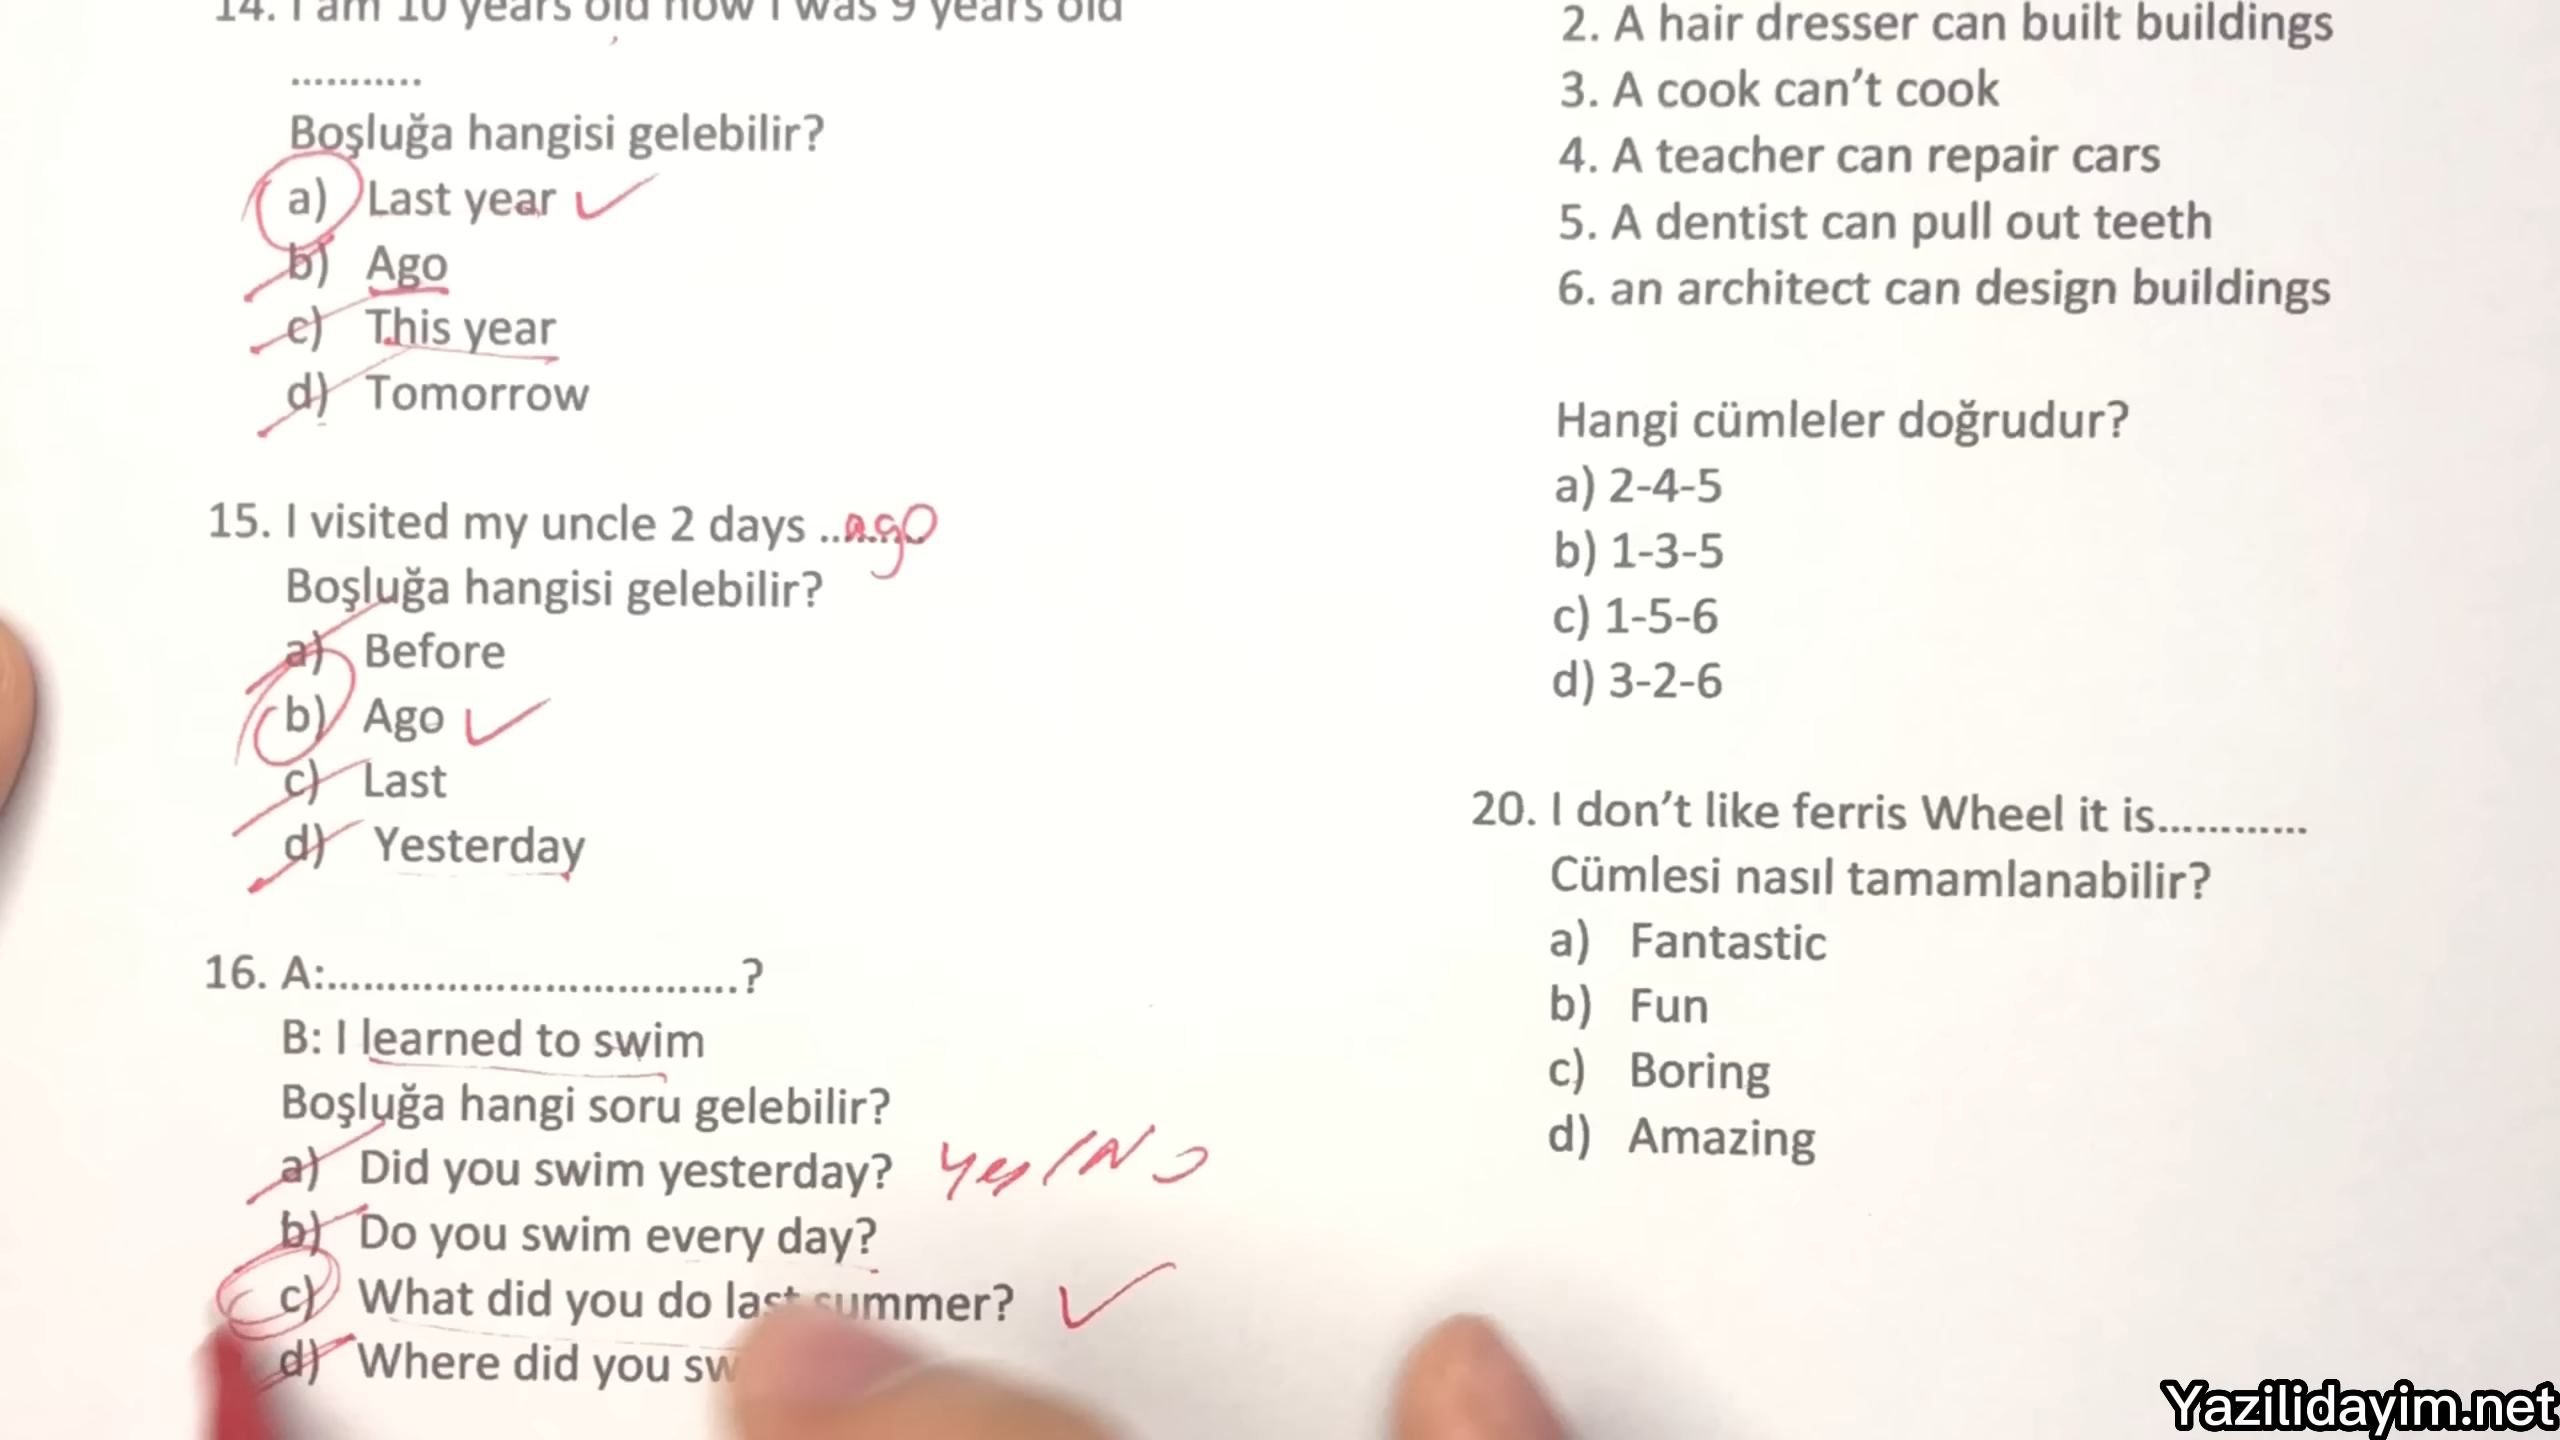 14. I am 10 years old now I was 9 years old
...........
Boşluğa hangisi gelebilir?
a) Last year
b) Ago
c) This year
d) Tomorrow
15. I visited my uncle 2 days ......... ago
Boşluğa hangisi gelebilir?
a) Before
b) Ago
c) Last
d) Yesterday
16. A:..................................?
B: I learned to swim
Boşluğa hangi soru gelebilir?
a) Did you swim yesterday? Yes/No
b) Do you swim every day?
c) What did you do last summer?
d) Where did you
2. A hair dresser can built buildings
3. A cook can't cook
4. A teacher can repair cars
5. A dentist can pull out teeth
6. an architect can design buildings
Hangi cümleler doğrudur?
a) 2-4-5
b) 1-3-5
c) 1-5-6
d) 3-2-6
20. I don't like ferris Wheel it is............
Cümlesi nasıl tamamlanabilir?
a) Fantastic
b) Fun
c) Boring
d) Amazing
Yazilidayim.net